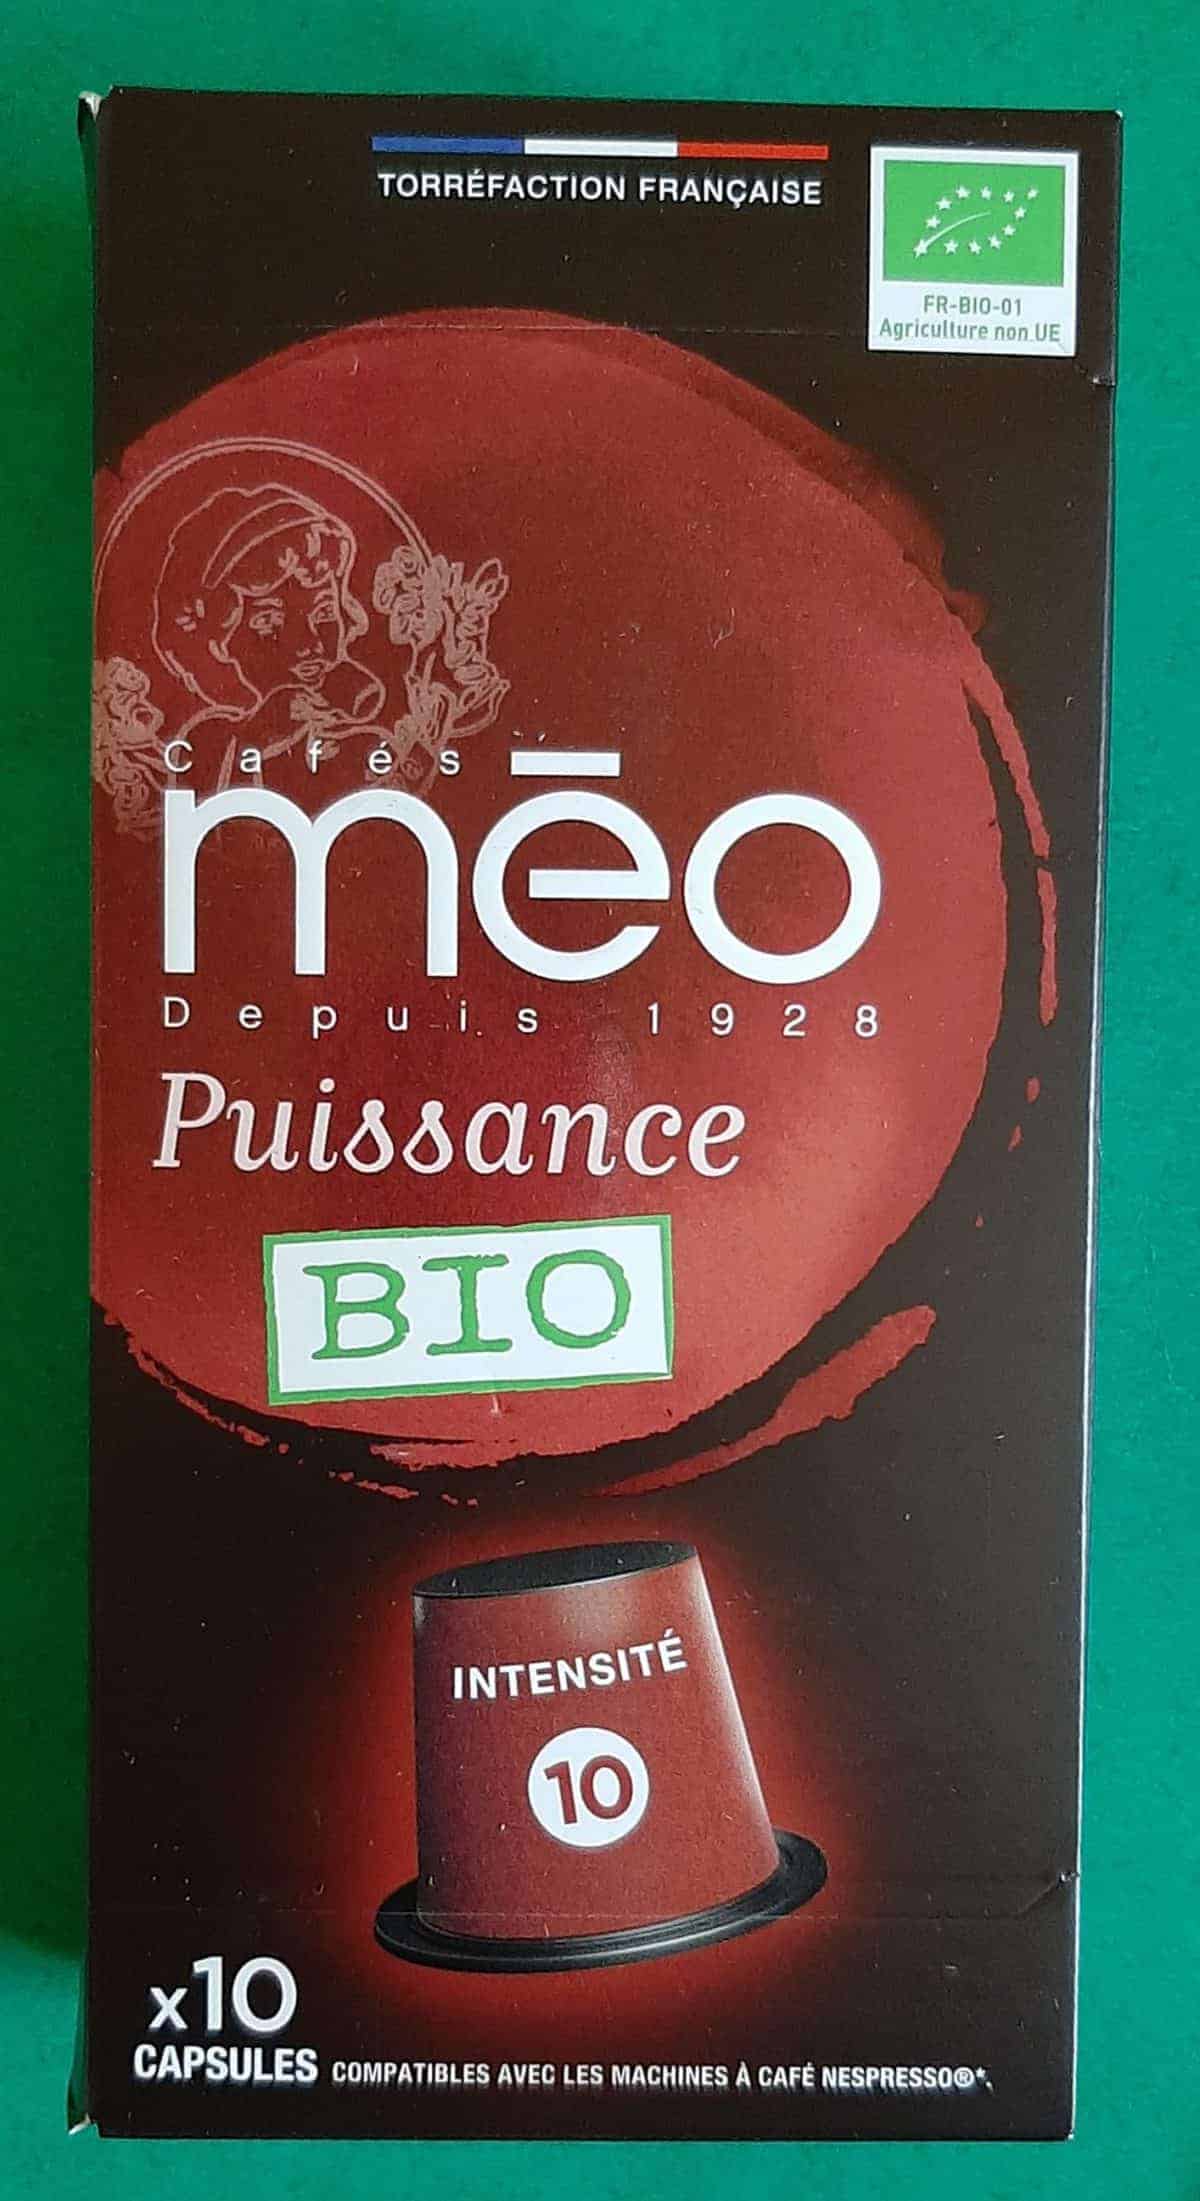 TORRÉFACTION FRANÇAISE
FR-BIO-01
Agriculture non UE
Cafés
mēo
Depuis 1928
Puissance
BIO
INTENSITÉ
10
x10
CAPSULES COMPATIBLES AVEC LES MACHINES À CAFÉ NESPRESSO®*.